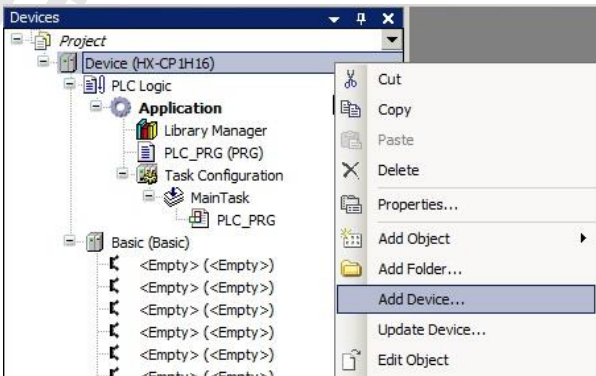 Devices
Project
Device (HX-CP1H16)
PLC Logic
Application
Library Manager
PLC_PRG (PRG)
Task Configuration
MainTask
PLC_PRG
Basic (Basic)
<Empty> (<Empty>)
<Empty> (<Empty>)
<Empty> (<Empty>)
<Empty> (<Empty>)
<Empty> (<Empty>)
<Empty> (<Empty>)
Cut
Copy
Paste
Delete
Properties...
Add Object
Add Folder...
Add Device...
Update Device...
Edit Object